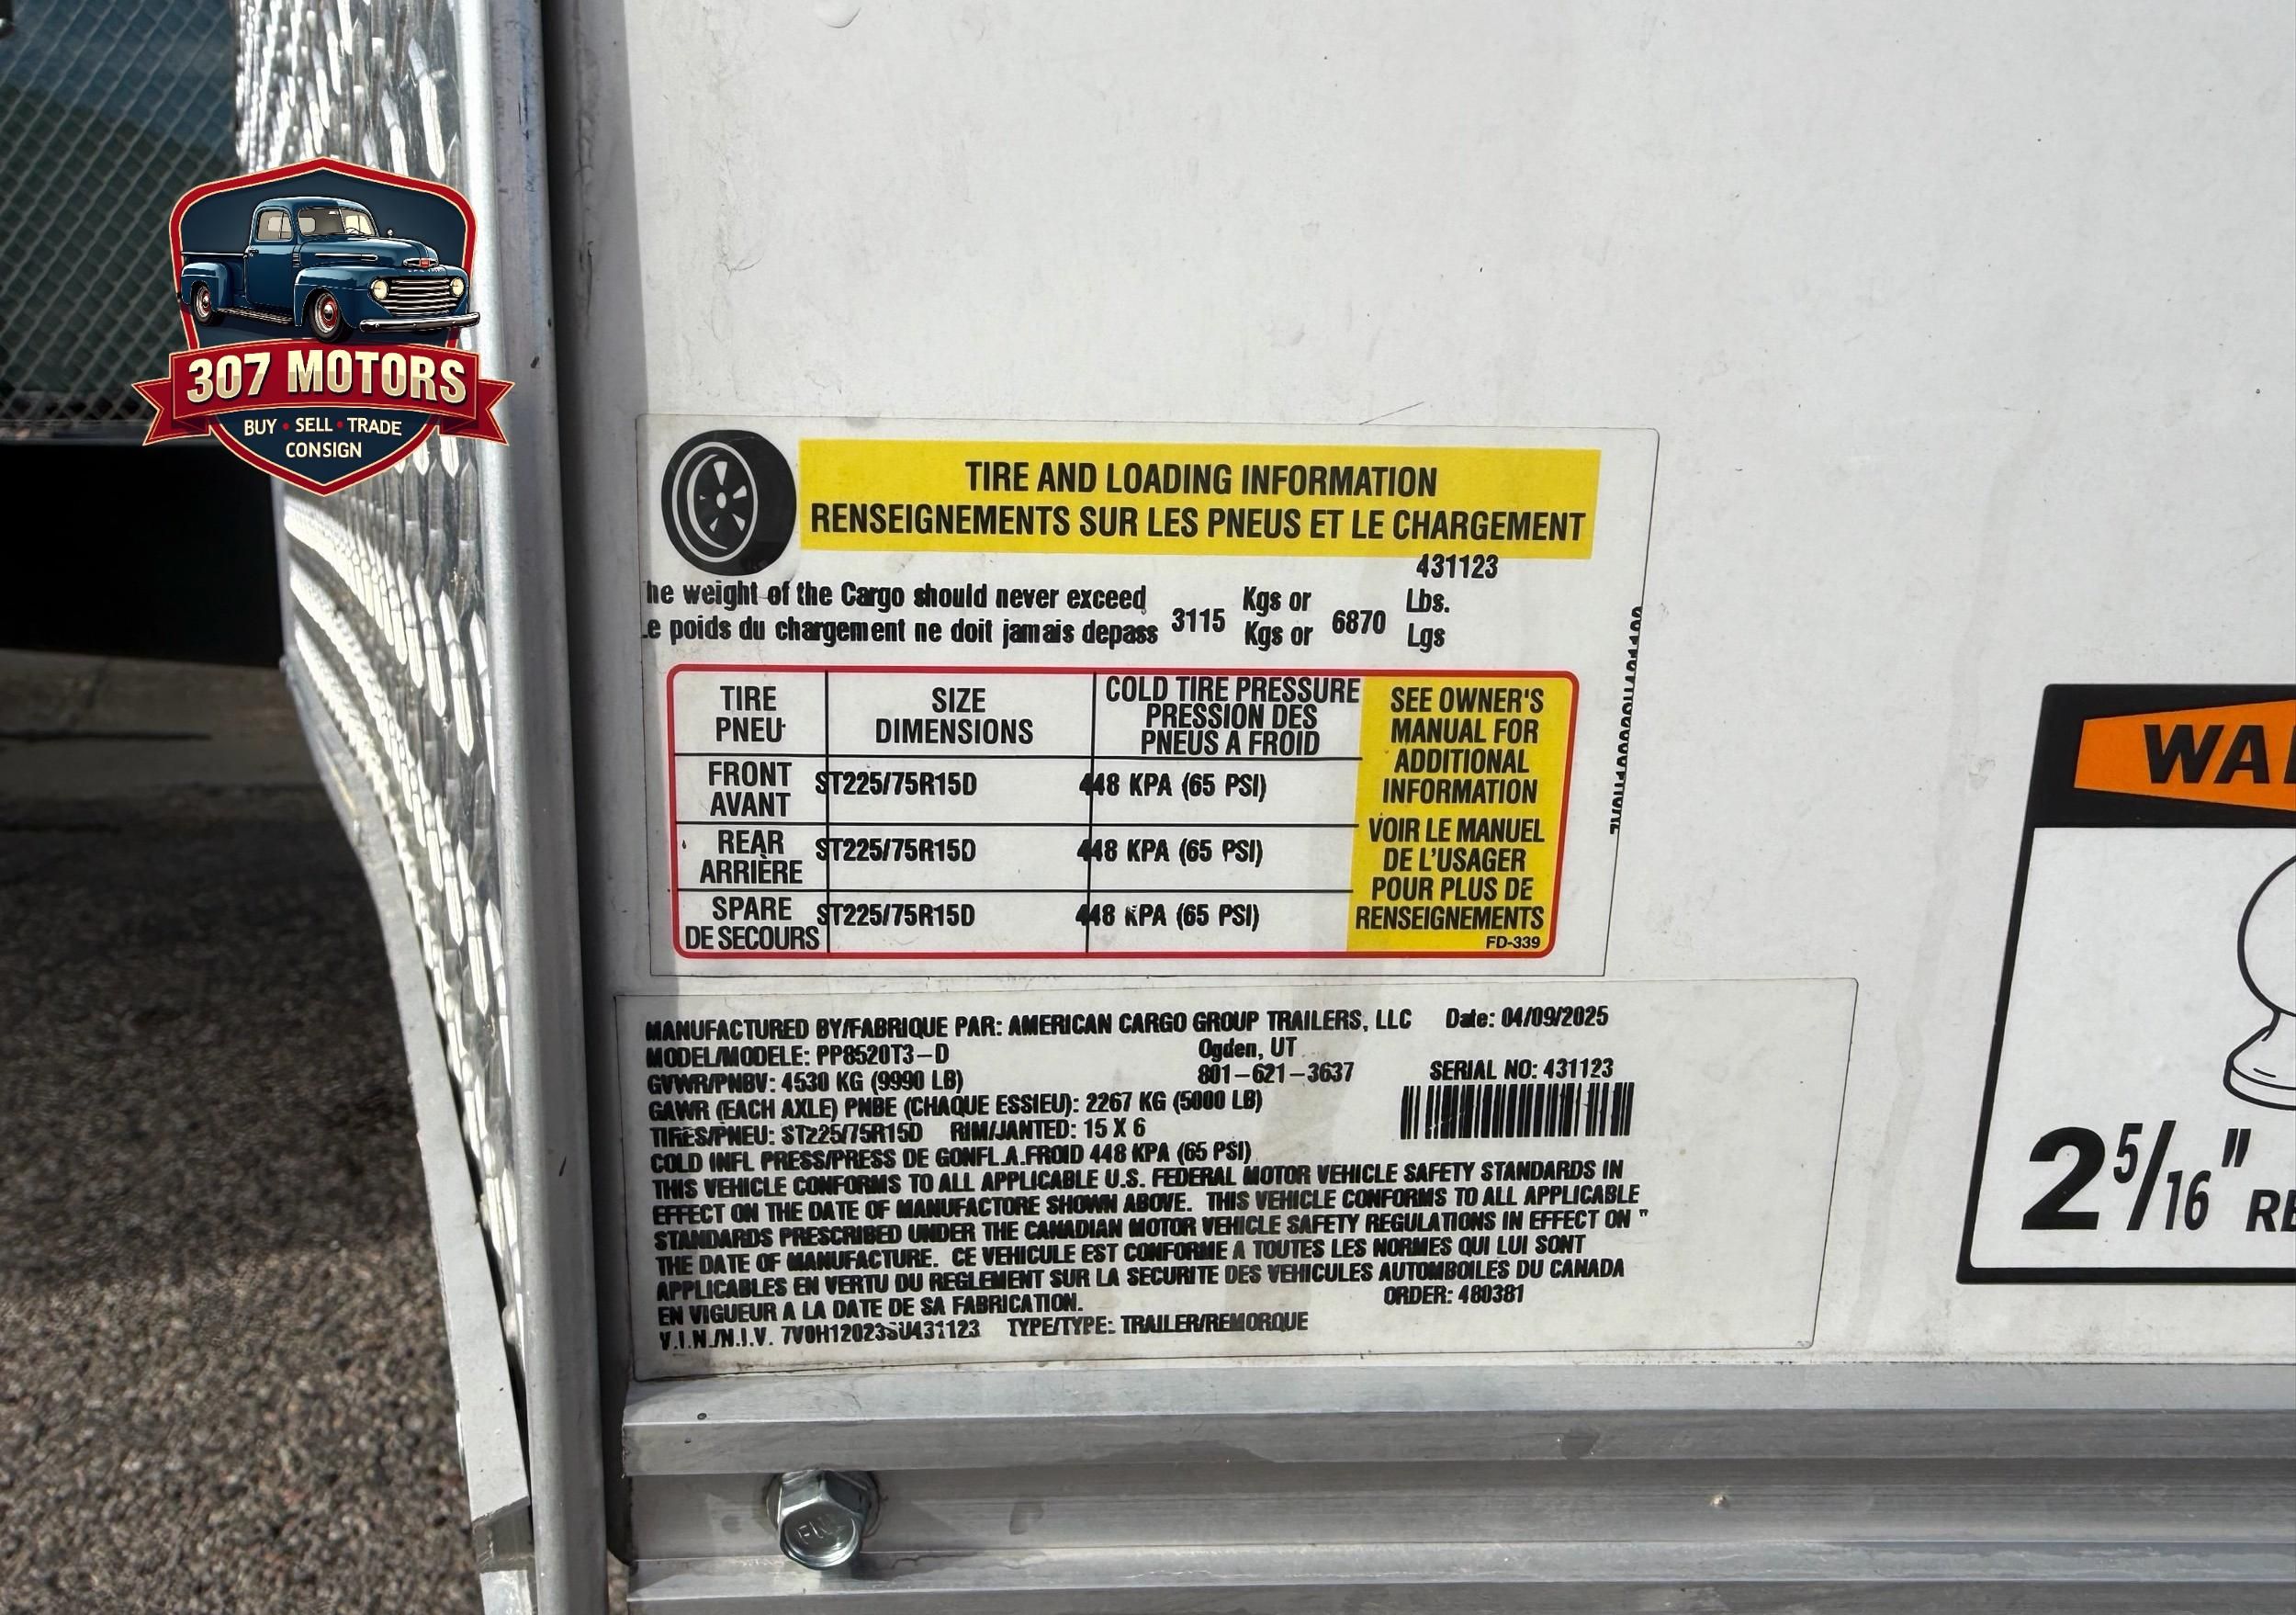 307 MOTORS
BUY • SELL • TRADE
CONSIGN
TIRE AND LOADING INFORMATION
RENSEIGNEMENTS SUR LES PNEUS ET LE CHARGEMENT
431123
he weight of the Cargo should never exceed 3115 Kgs or 6870 Lbs.
Le poids du chargement ne doit jamais depass Kgs or Lgs
TIRE PNEU SIZE DIMENSIONS COLD TIRE PRESSURE PRESSION DES PNEUS A FROID
FRONT AVANT ST225/75R15D 448 KPA (65 PSI)
REAR ARRIÈRE ST225/75R15D 448 KPA (65 PSI)
SPARE DE SECOURS ST225/75R15D 448 KPA (65 PSI)
SEE OWNER'S
MANUAL FOR
ADDITIONAL
INFORMATION
VOIR LE MANUEL
DE L'USAGER
POUR PLUS DE
RENSEIGNEMENTS
FD-339
MANUFACTURED BY/FABRIQUE PAR: AMERICAN CARGO GROUP TRAILERS, LLC Date: 04/09/2025
MODEL/MODELE: PP8520T3-D Ogden, UT
GVWR/PNBV: 4530 KG (9990 LB) 801-621-3637 SERIAL NO: 431123
GAWR (EACH AXLE) PNBE (CHAQUE ESSIEU): 2267 KG (5000 LB)
TIRES/PNEU: ST225/75R15D RIM/JANTED: 15 X 6
COLD INFL PRESS/PRESS DE GONFL.A.FROID 448 KPA (65 PSI)
THIS VEHICLE CONFORMS TO ALL APPLICABLE U.S. FEDERAL MOTOR VEHICLE SAFETY STANDARDS IN
EFFECT ON THE DATE OF MANUFACTORE SHOWN ABOVE. THIS VEHICLE CONFORMS TO ALL APPLICABLE
STANDARDS PRESCRIBED UNDER THE CANADIAN MOTOR VEHICLE SAFETY REGULATIONS IN EFFECT ON "
THE DATE OF MANUFACTURE. CE VEHICULE EST CONFORME A TOUTES LES NORMES QUI LUI SONT
APPLICABLES EN VERTU DU REGLEMENT SUR LA SECURITE DES VEHICULES AUTOMBOILES DU CANADA
EN VIGUEUR A LA DATE DE SA FABRICATION. ORDER: 480381
V.I.N./N.I.V. 7V0H12023SU431123 TYPE/TYPE: TRAILER/REMORQUE
WA
2 5/16" RE